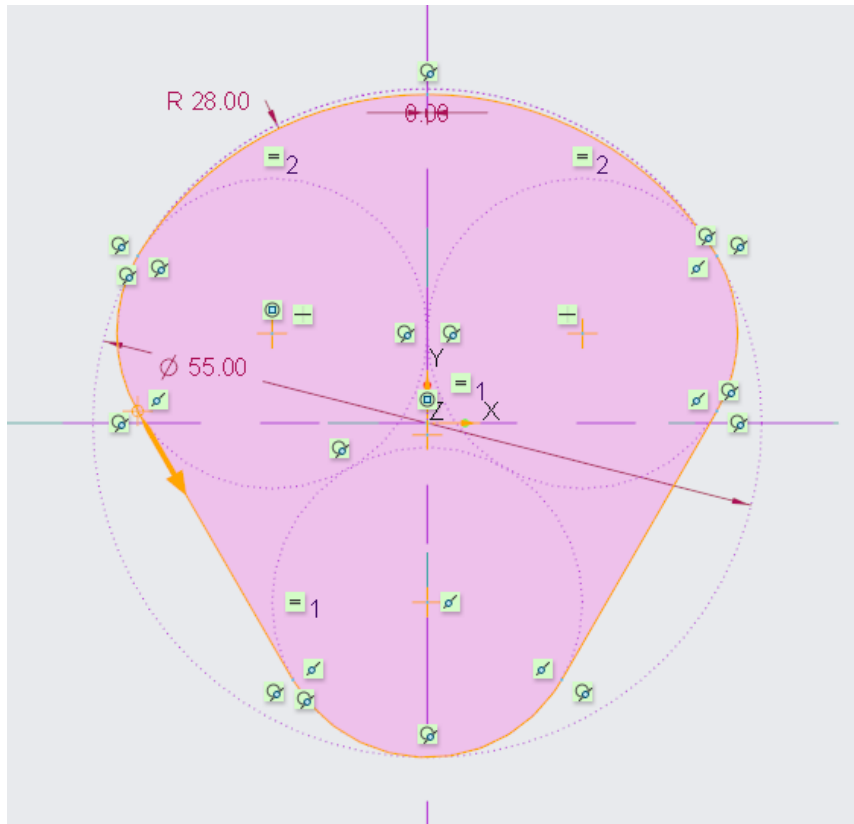 R 28.00
0.00
= 2
= 2
Ø 55.00
Y
= 1
Z
X
= 1